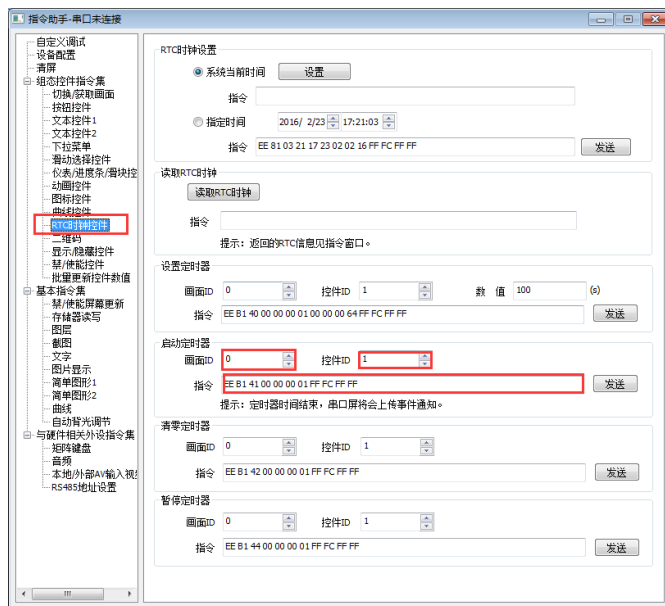 指令助手-串口未连接
自定义调试
设备配置
清屏
组态控件指令集
切换/获取画面
按钮控件
文本控件1
文本控件2
下拉菜单
滑动选择控件
仪表/进度条/滑块控
动画控件
图标控件
曲线控件
RTC时钟控件
二维码
显示/隐藏控件
禁/使能控件
批量更新控件数值
基本指令集
禁/使能屏幕更新
存储器读写
图层
截图
文字
图片显示
简单图形1
简单图形2
曲线
自动背光调节
与硬件相关外设指令集
矩阵键盘
音频
本地/外部AV输入视频
RS485地址设置
RTC时钟设置
系统当前时间 设置
指令
指定时间 2016/ 2/23 17:21:03
指令 EE 81 03 21 17 23 02 02 16 FF FC FF FF 发送
读取RTC时钟
读取RTC时钟
指令
提示：返回的RTC信息见指令窗口。
设置定时器
画面ID 0 控件ID 1 数 值 100 (s)
指令 EE B1 40 00 00 00 01 00 00 00 64 FF FC FF FF 发送
启动定时器
画面ID 0 控件ID 1
指令 EE B1 41 00 00 00 01 FF FC FF FF 发送
提示：定时器时间结束，串口屏将会上传事件通知。
清零定时器
画面ID 0 控件ID 1
指令 EE B1 42 00 00 00 01 FF FC FF FF 发送
暂停定时器
画面ID 0 控件ID 1
指令 EE B1 44 00 00 00 01 FF FC FF FF 发送